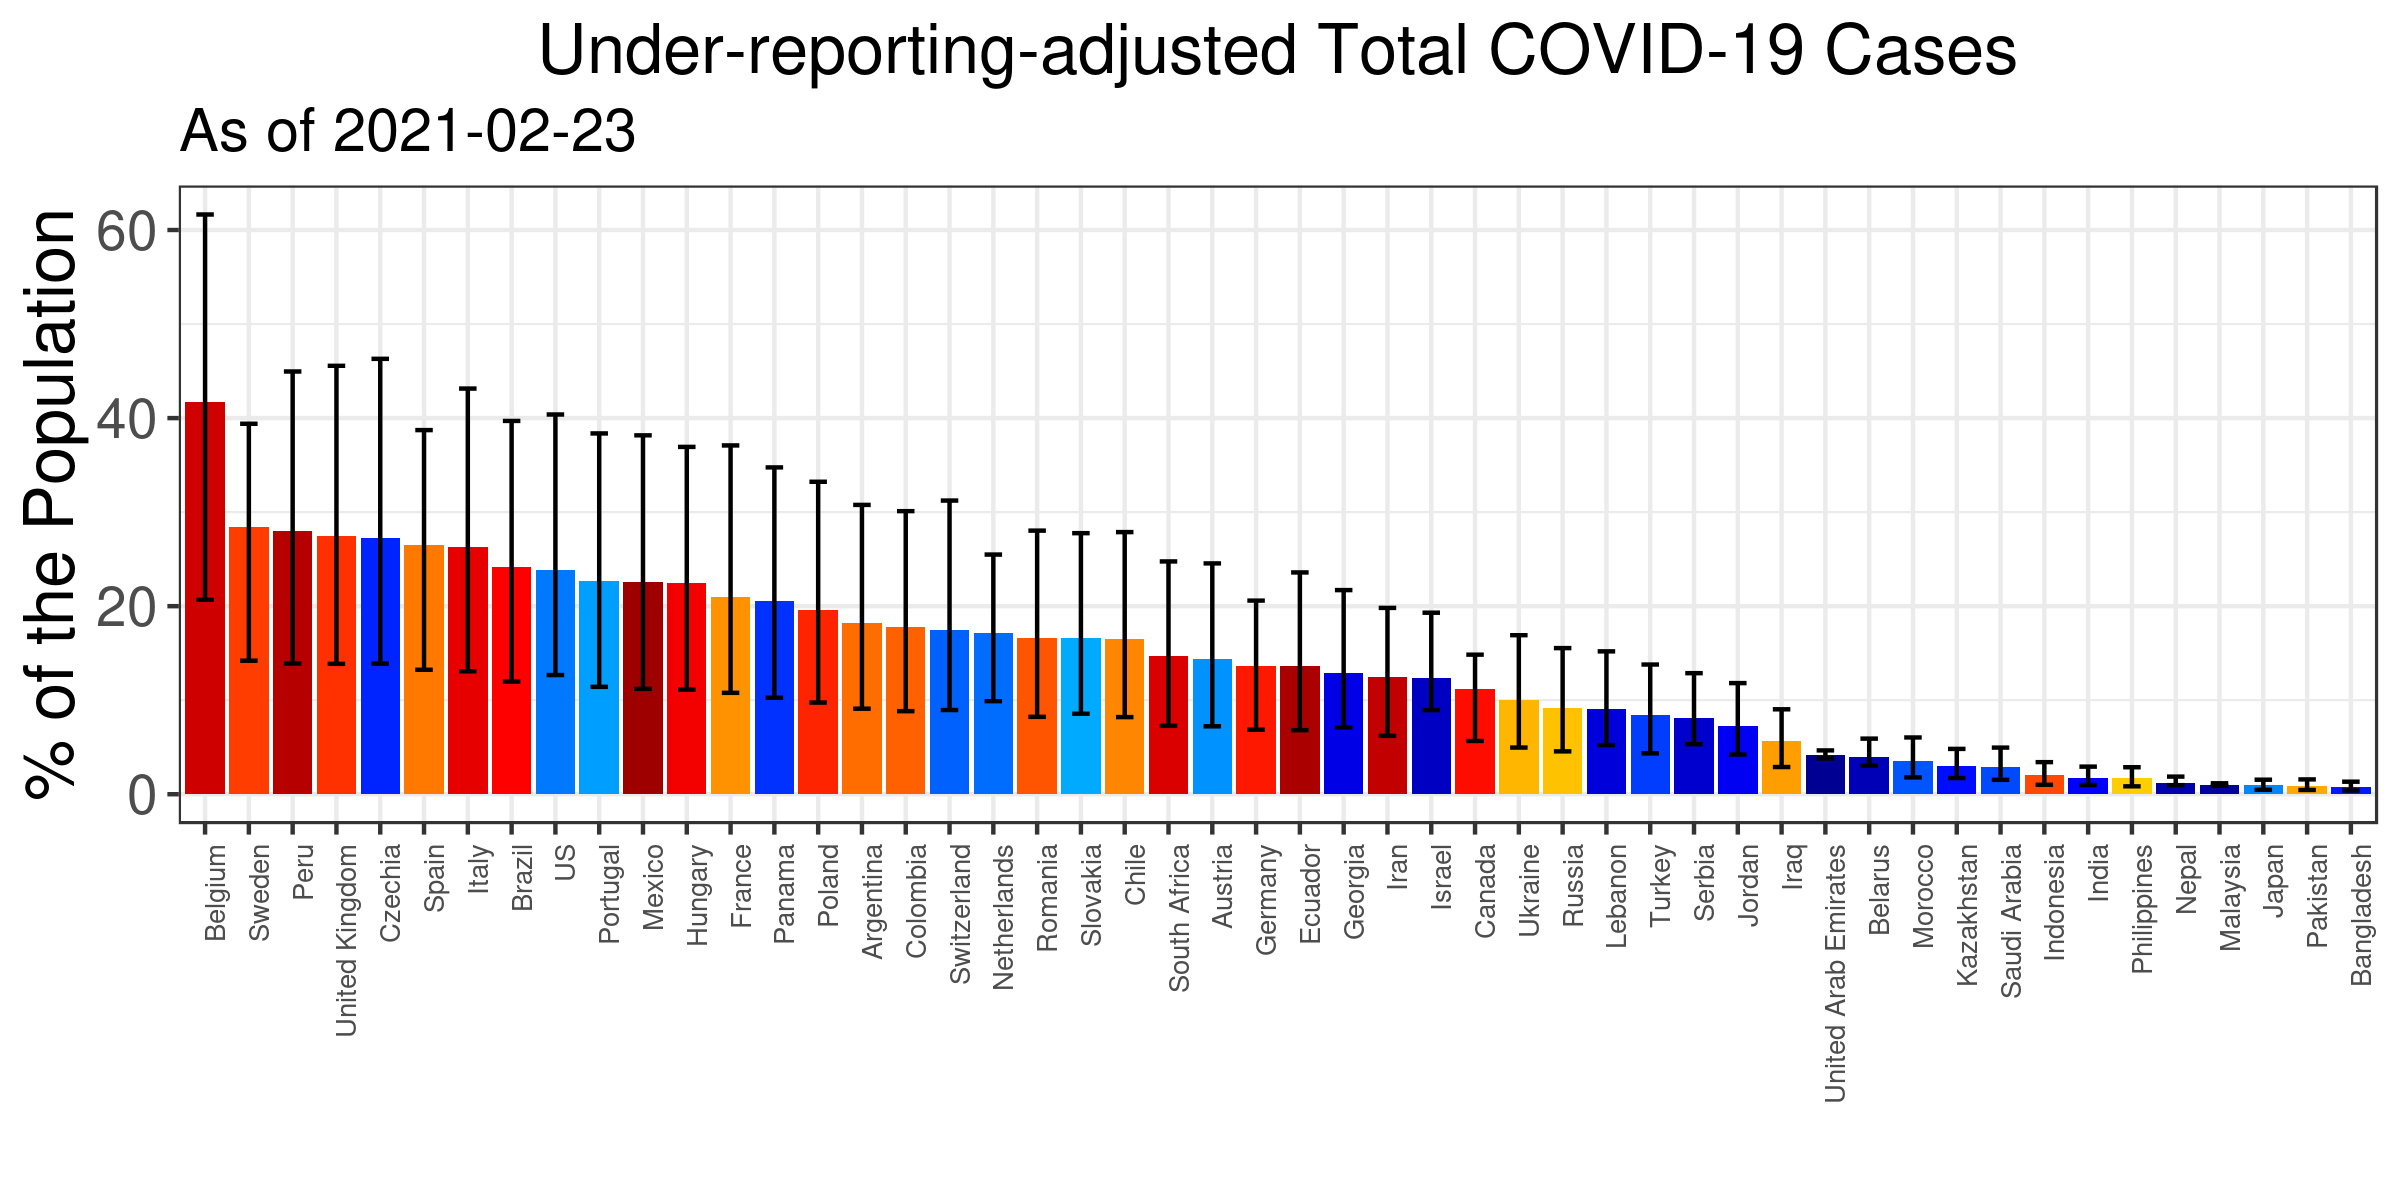 Under-reporting-adjusted Total COVID-19 Cases
As of 2021-02-23
% of the Population
60
40
20
0
Belgium
Sweden
Peru
United Kingdom
Czechia
Spain
Italy
Brazil
US
Portugal
Mexico
Hungary
France
Panama
Poland
Argentina
Colombia
Switzerland
Netherlands
Romania
Slovakia
Chile
South Africa
Austria
Germany
Ecuador
Georgia
Iran
Israel
Canada
Ukraine
Russia
Lebanon
Turkey
Serbia
Jordan
Iraq
United Arab Emirates
Belarus
Morocco
Kazakhstan
Saudi Arabia
Indonesia
India
Philippines
Nepal
Malaysia
Japan
Pakistan
Bangladesh